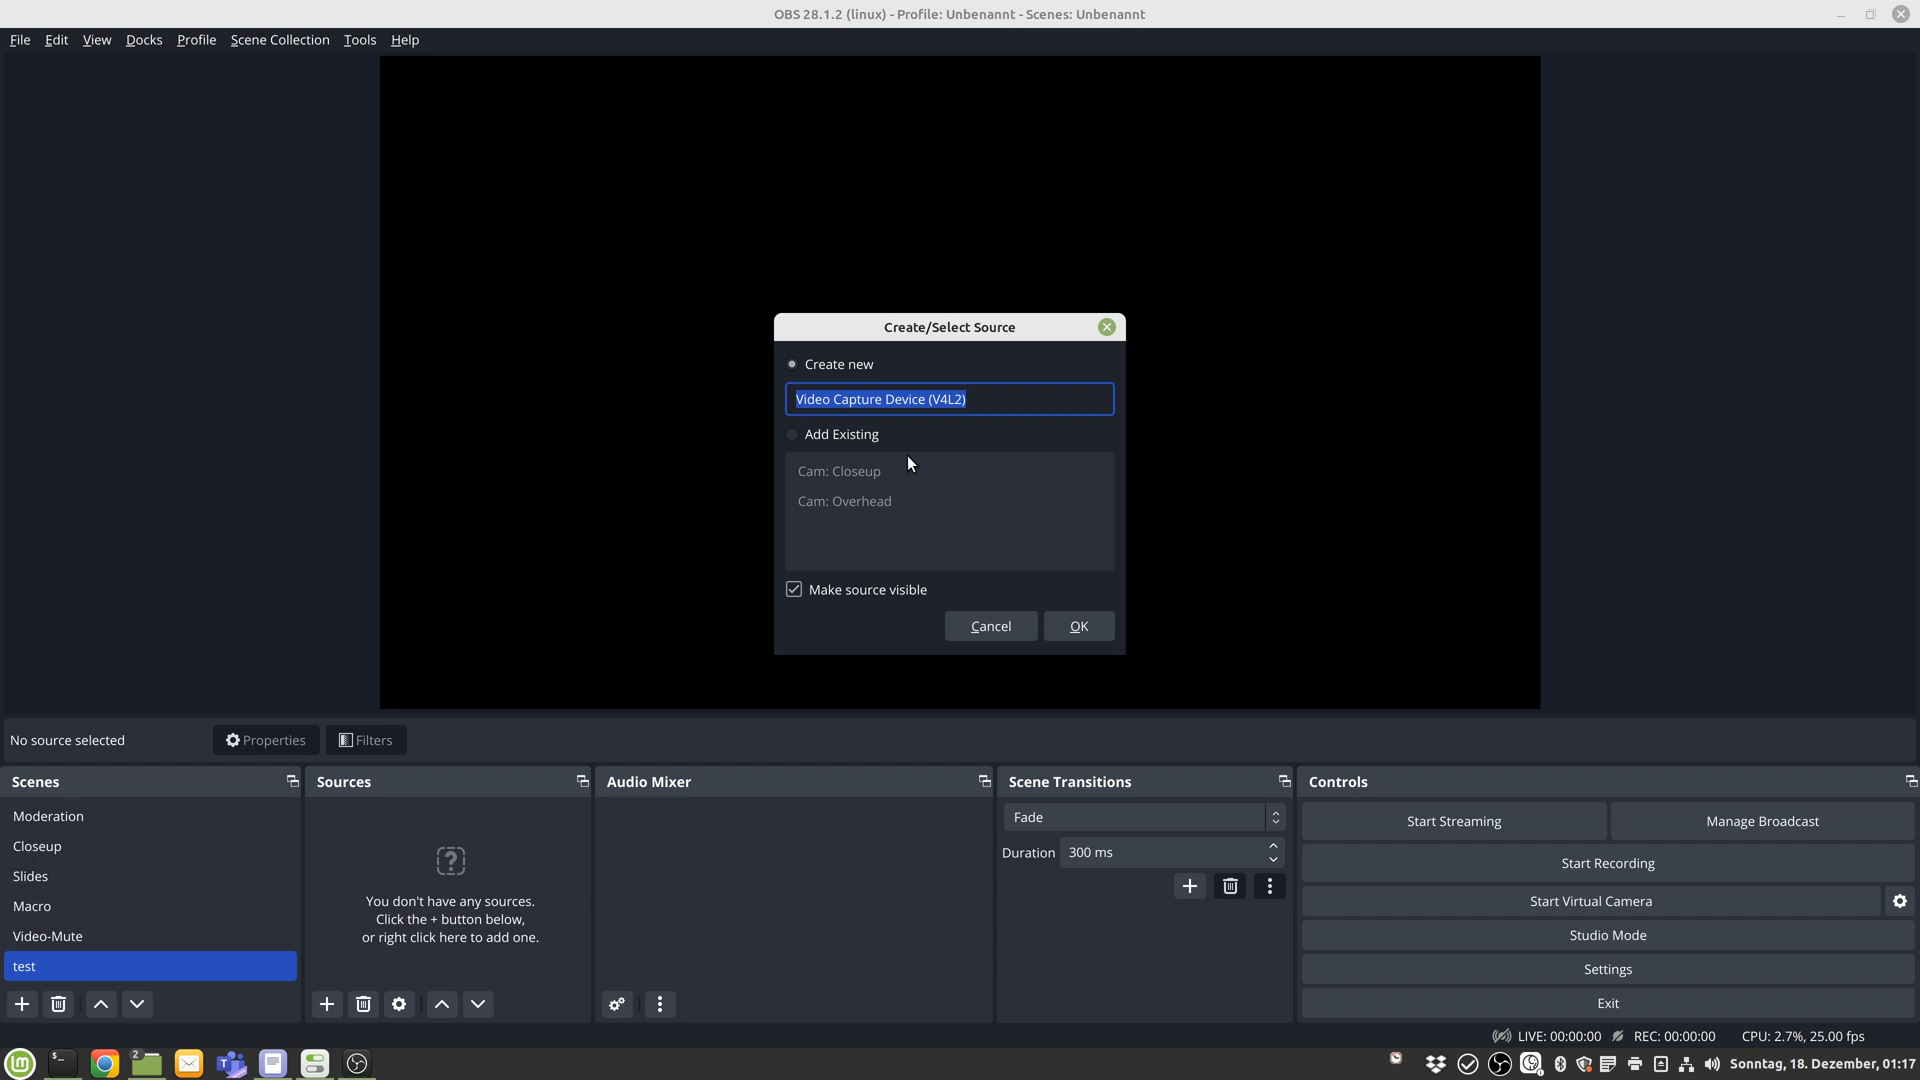 OBS 28.1.2 (linux) - Profile: Unbenannt - Scenes: Unbenannt
File Edit View Docks Profile Scene Collection Tools Help
Create/Select Source
Create new
Video Capture Device (V4L2)
Add Existing
Cam: Closeup
Cam: Overhead
Make source visible
Cancel OK
No source selected Properties Filters
Scenes
Moderation
Closeup
Slides
Macro
Video-Mute
test
Sources
You don't have any sources.
Click the + button below,
or right click here to add one.
Audio Mixer
Scene Transitions
Fade
Duration 300 ms
Controls
Start Streaming Manage Broadcast
Start Recording
Start Virtual Camera
Studio Mode
Settings
Exit
LIVE: 00:00:00 REC: 00:00:00 CPU: 2.7%, 25.00 fps
2
Sonntag, 18. Dezember, 01:17